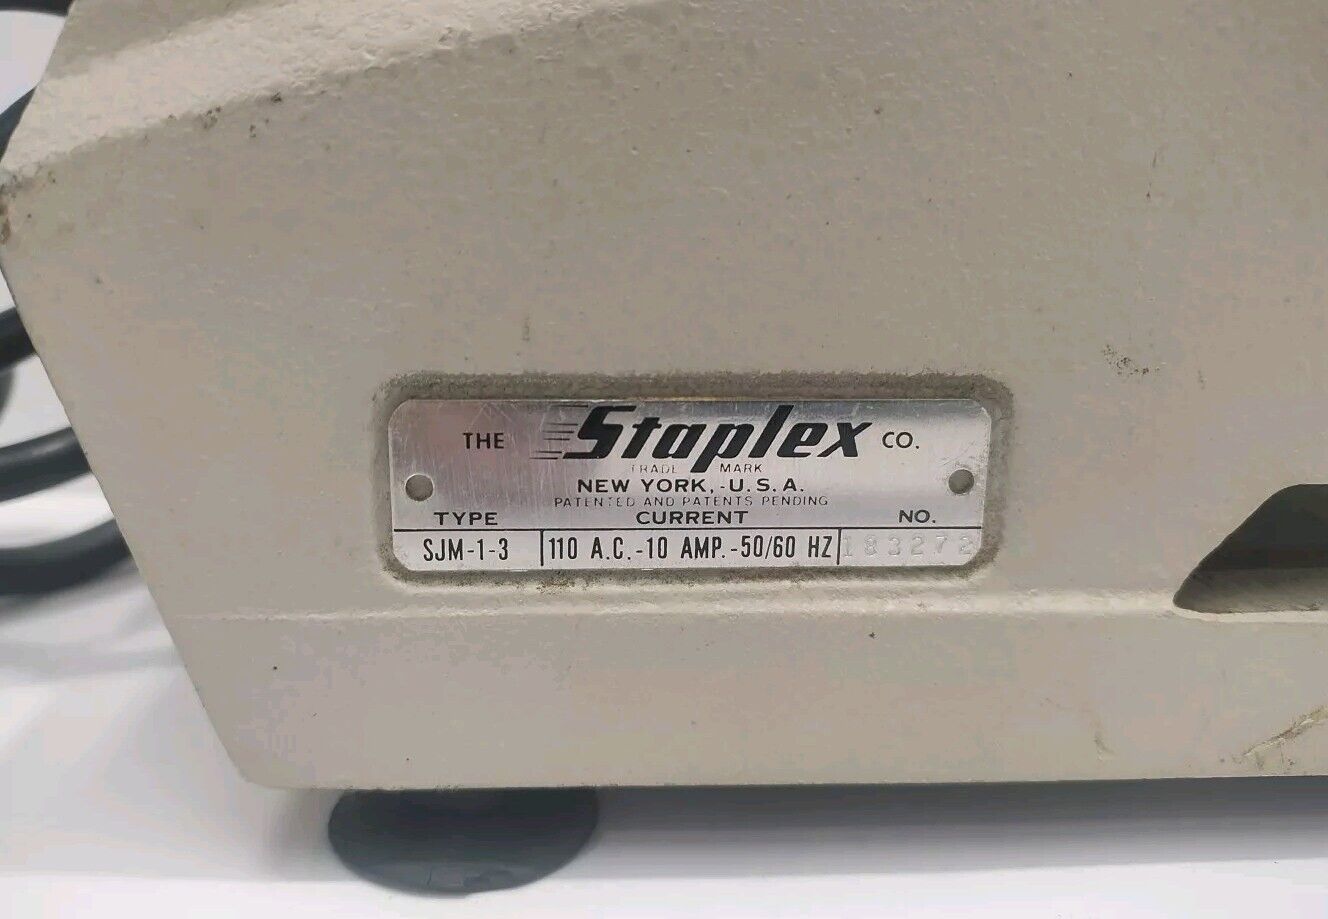 THE Staplex CO.
TRADE MARK
NEW YORK, - U.S.A.
PATENTED AND PATENTS PENDING
TYPE CURRENT NO.
SJM-1-3 110 A.C.-10 AMP.-50/60 HZ 183272